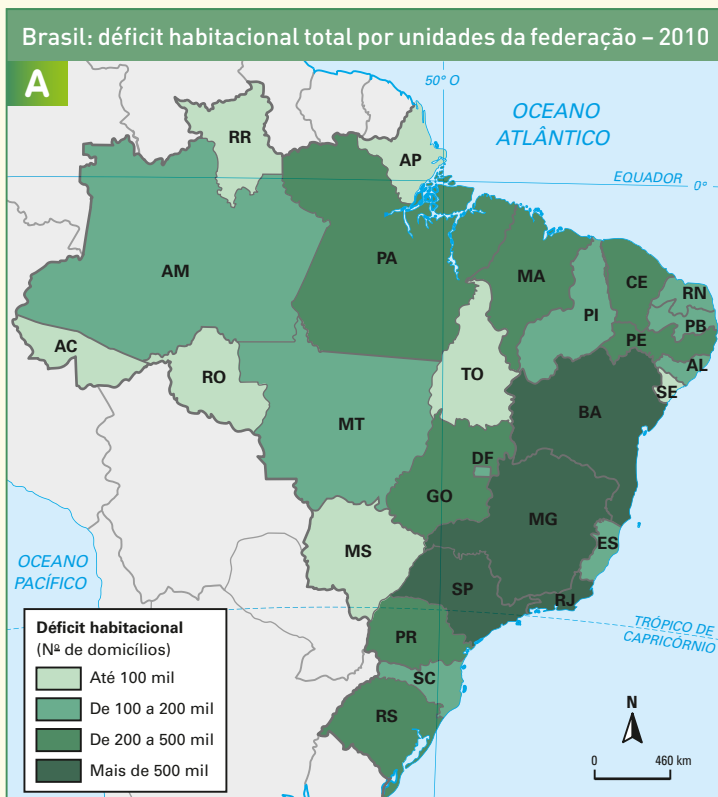 Brasil: déficit habitacional total por unidades da federação – 2010
A
50° O
OCEANO
ATLÂNTICO
RR
AP
EQUADOR
0°
AM
PA
MA
CE
RN
PI
PB
PE
AL
AC
RO
TO
SE
BA
MT
DF
GO
MG
ES
MS
OCEANO
PACÍFICO
SP
RJ
TRÓPICO DE
CAPRICÓRNIO
PR
SC
RS
Déficit habitacional
(Nº de domicílios)
Até 100 mil
De 100 a 200 mil
De 200 a 500 mil
Mais de 500 mil
N
0 460 km